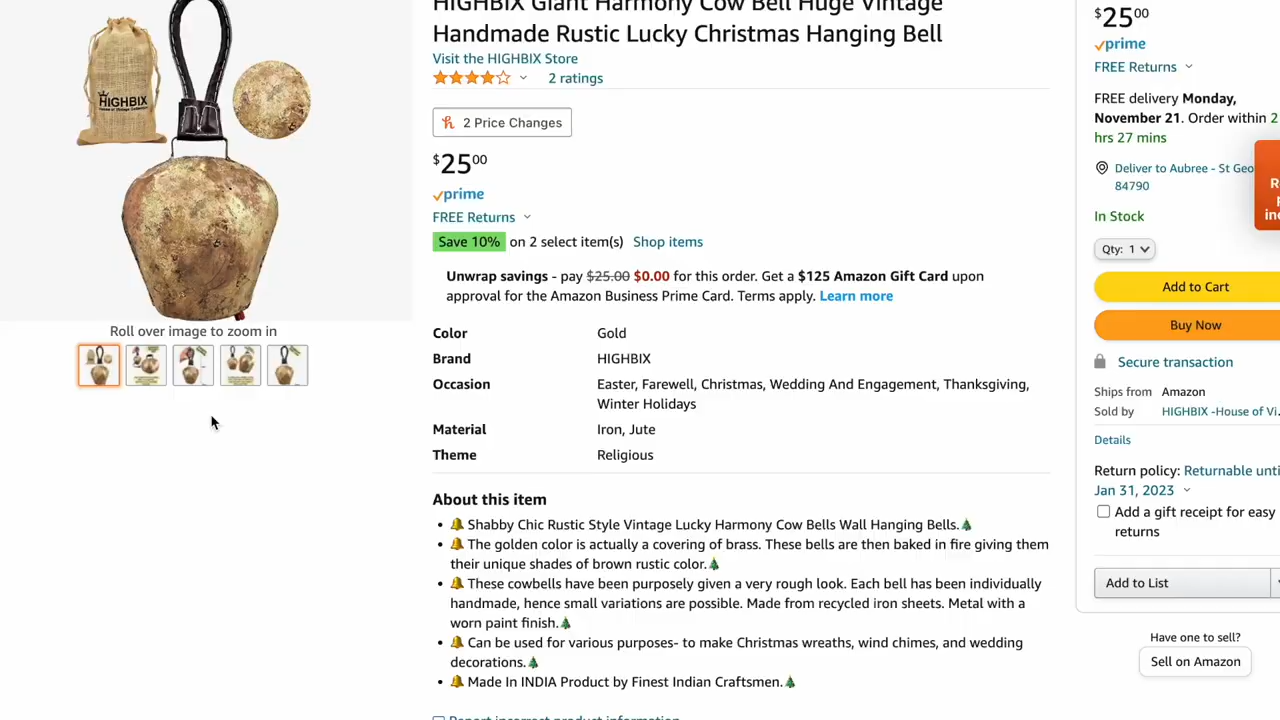 HIGHBIX Giant Harmony Cow Bell Huge Vintage
Handmade Rustic Lucky Christmas Hanging Bell
Visit the HIGHBIX Store
2 ratings
2 Price Changes
$25 00
prime
FREE Returns
Save 10% on 2 select item(s) Shop items
Unwrap savings - pay $25.00 $0.00 for this order. Get a $125 Amazon Gift Card upon
approval for the Amazon Business Prime Card. Terms apply. Learn more
Color Gold
Brand HIGHBIX
Occasion Easter, Farewell, Christmas, Wedding And Engagement, Thanksgiving,
Winter Holidays
Material Iron, Jute
Theme Religious
About this item
• 🔔 Shabby Chic Rustic Style Vintage Lucky Harmony Cow Bells Wall Hanging Bells.🌲
• 🔔 The golden color is actually a covering of brass. These bells are then baked in fire giving them
their unique shades of brown rustic color.🌲
• 🔔 These cowbells have been purposely given a very rough look. Each bell has been individually
handmade, hence small variations are possible. Made from recycled iron sheets. Metal with a
worn paint finish.🌲
• 🔔 Can be used for various purposes- to make Christmas wreaths, wind chimes, and wedding
decorations.🌲
• 🔔 Made In INDIA Product by Finest Indian Craftsmen.🌲
Report incorrect product information
HIGHBIX
Roll over image to zoom in
$25 00
prime
FREE Returns
FREE delivery Monday,
November 21. Order within 2
hrs 27 mins
Deliver to Aubree - St Geo
84790
In Stock
Qty: 1
Add to Cart
Buy Now
Secure transaction
Ships from Amazon
Sold by HIGHBIX -House of Vi...
Details
Return policy: Returnable unti
Jan 31, 2023
Add a gift receipt for easy
returns
Add to List
Have one to sell?
Sell on Amazon